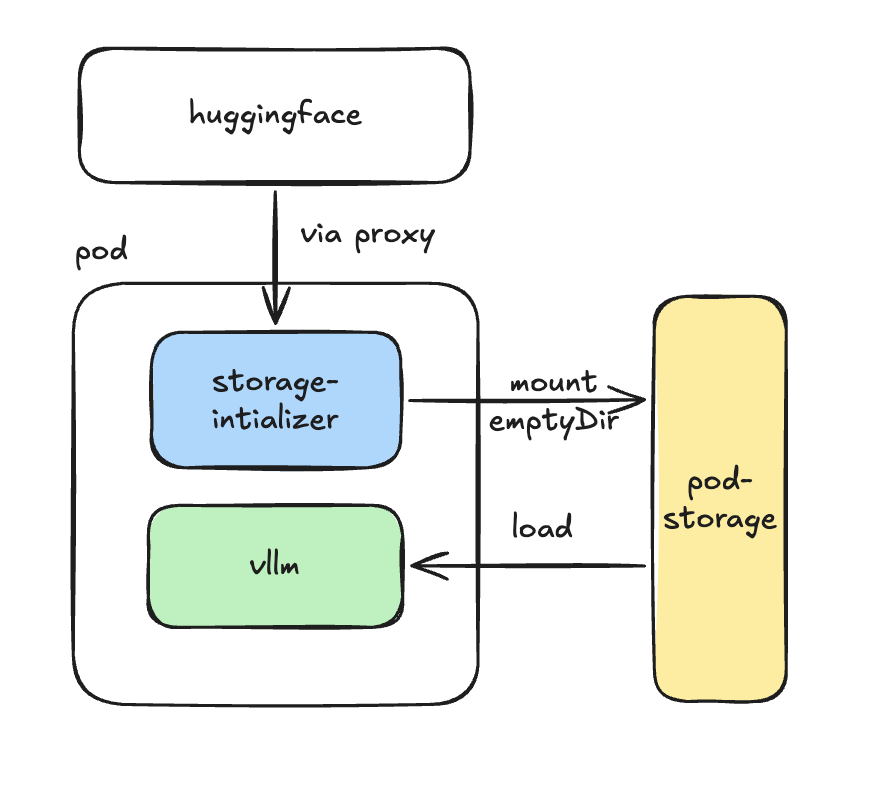 huggingface
via proxy
pod
storage-
intializer
mount
emptyDir
pod-
storage
load
vllm